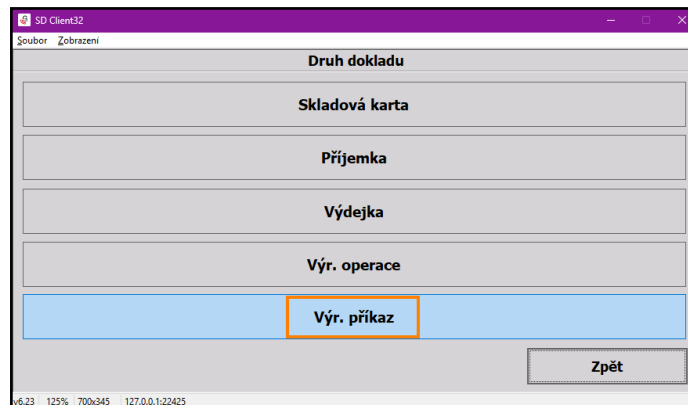 SD Client32
Soubor Zobrazení
Druh dokladu
Skladová karta
Příjemka
Výdejka
Výr. operace
Výr. příkaz
Zpět
v6.23 125% 700x345 127.0.0.1:22425